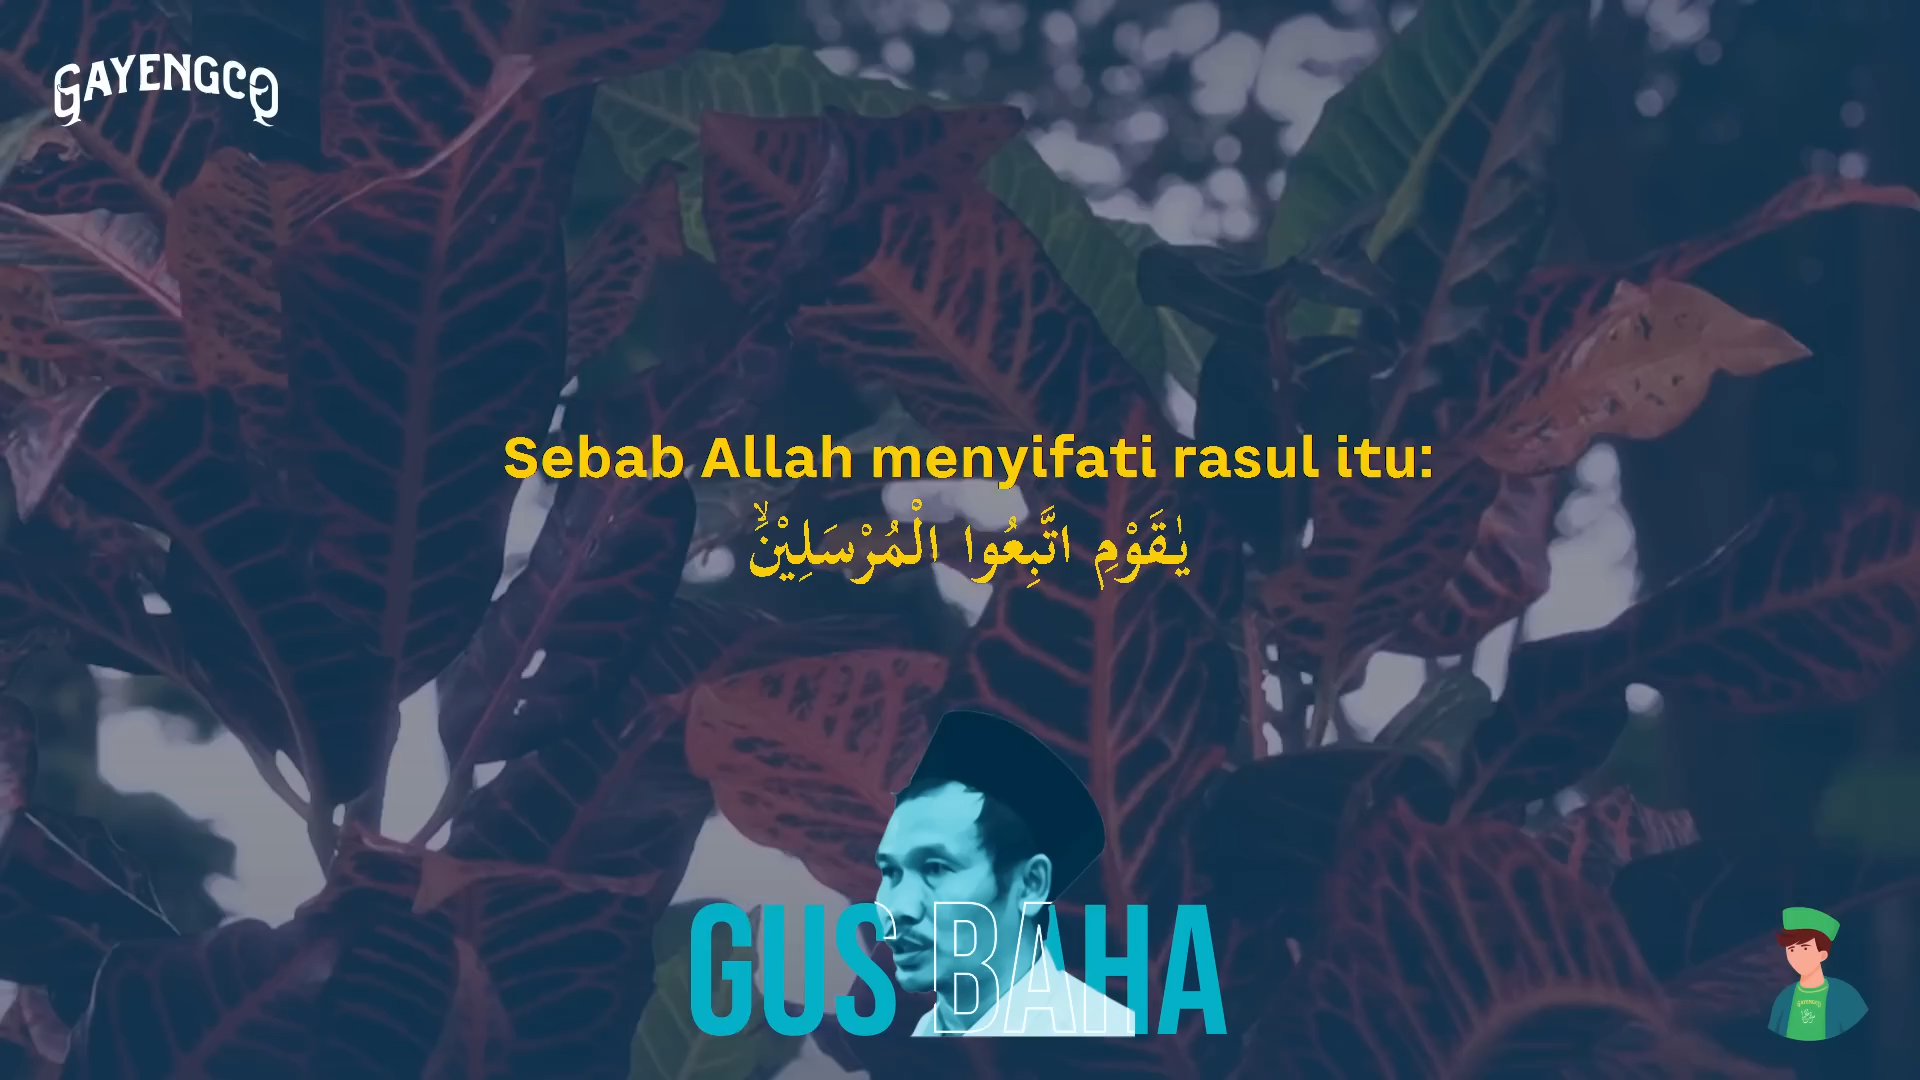 GAYENGCO
Sebab Allah menyifati rasul itu:
يٰقَوْمِ اتَّبِعُوا الْمُرْسَلِيْنَۙ
GUS BAHA